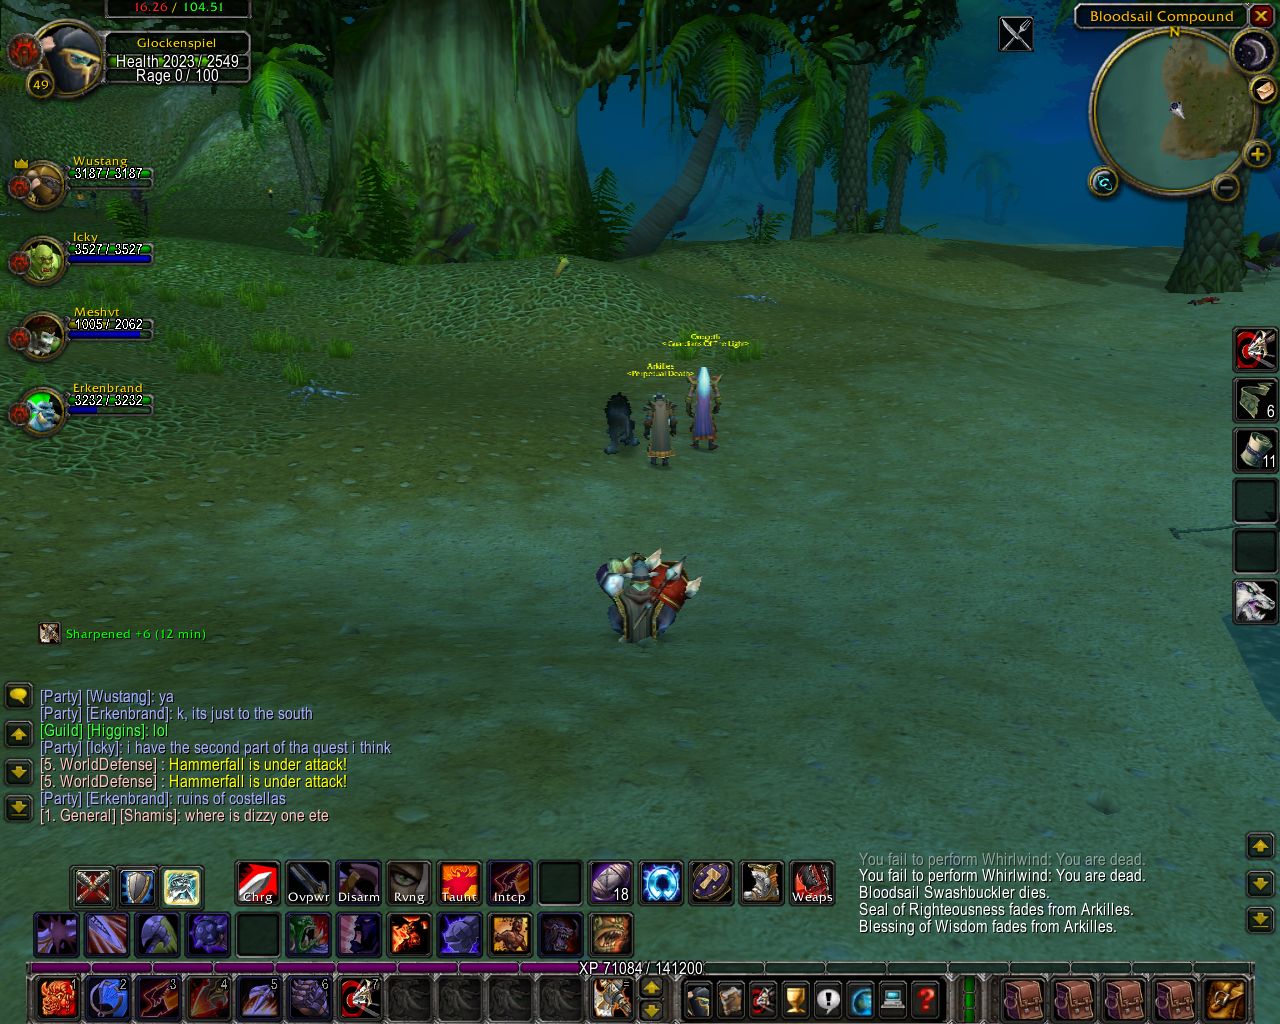 16.26 / 104.51
Bloodsail Compound
N
Glockenspiel
Health 2023 / 2549
Rage 0 / 100
49
Wustang
3187 / 3187
Icky
3527 / 3527
Meshvt
1005 / 2062
Erkenbrand
3232 / 3232
<Guardians Of The Light>
Arkilles
<Perpetual Death>
6
11
Sharpened +6 (12 min)
[Party] [Wustang]: ya
[Party] [Erkenbrand]: k, its just to the south
[Guild] [Higgins]: lol
[Party] [Icky]: i have the second part of tha quest i think
[5. WorldDefense] : Hammerfall is under attack!
[5. WorldDefense] : Hammerfall is under attack!
[Party] [Erkenbrand]: ruins of costellas
[1. General] [Shamis]: where is dizzy one ete
You fail to perform Whirlwind: You are dead.
You fail to perform Whirlwind: You are dead.
Bloodsail Swashbuckler dies.
Seal of Righteousness fades from Arkilles.
Blessing of Wisdom fades from Arkilles.
Chrg Ovpwr Disarm Rvng Taunt Intcp 18 Weaps
XP 71084 / 141200
1 2 3 4 5 6 7 =